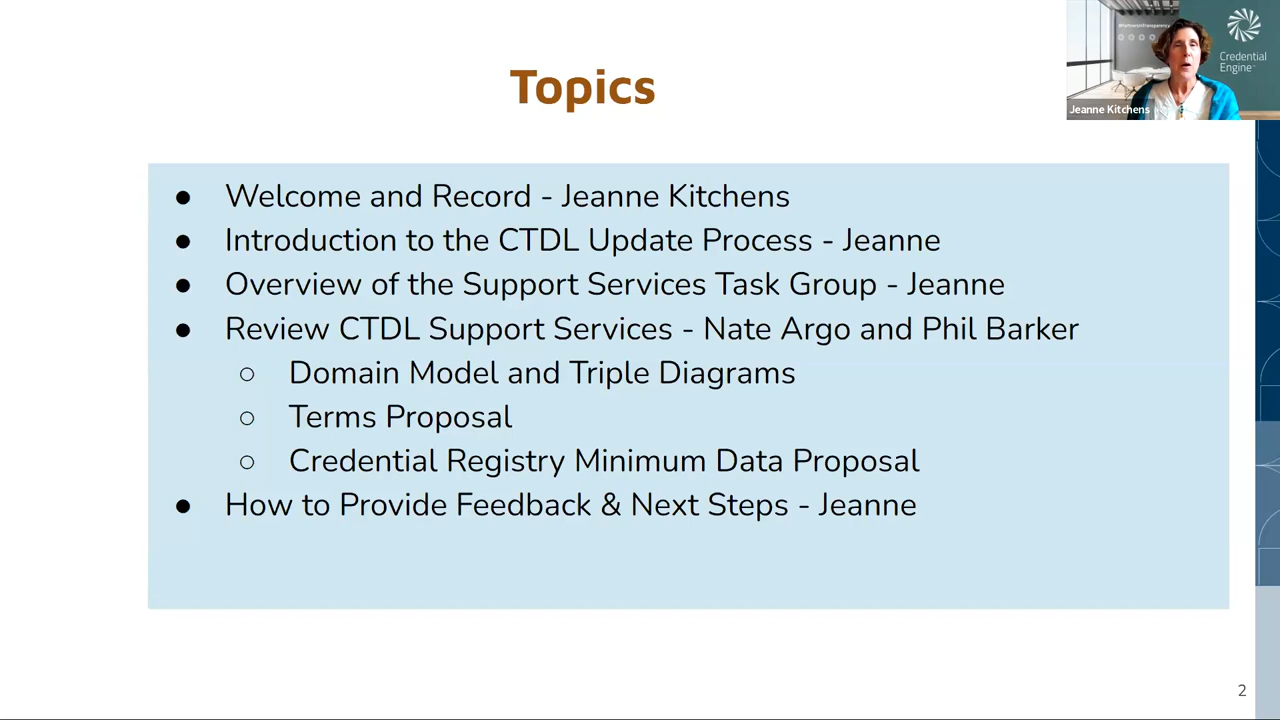 Topics
#PartnershipTransparency
Credential
Engine
Jeanne Kitchens
● Welcome and Record - Jeanne Kitchens
● Introduction to the CTDL Update Process - Jeanne
● Overview of the Support Services Task Group - Jeanne
● Review CTDL Support Services - Nate Argo and Phil Barker
○ Domain Model and Triple Diagrams
○ Terms Proposal
○ Credential Registry Minimum Data Proposal
● How to Provide Feedback & Next Steps - Jeanne
2